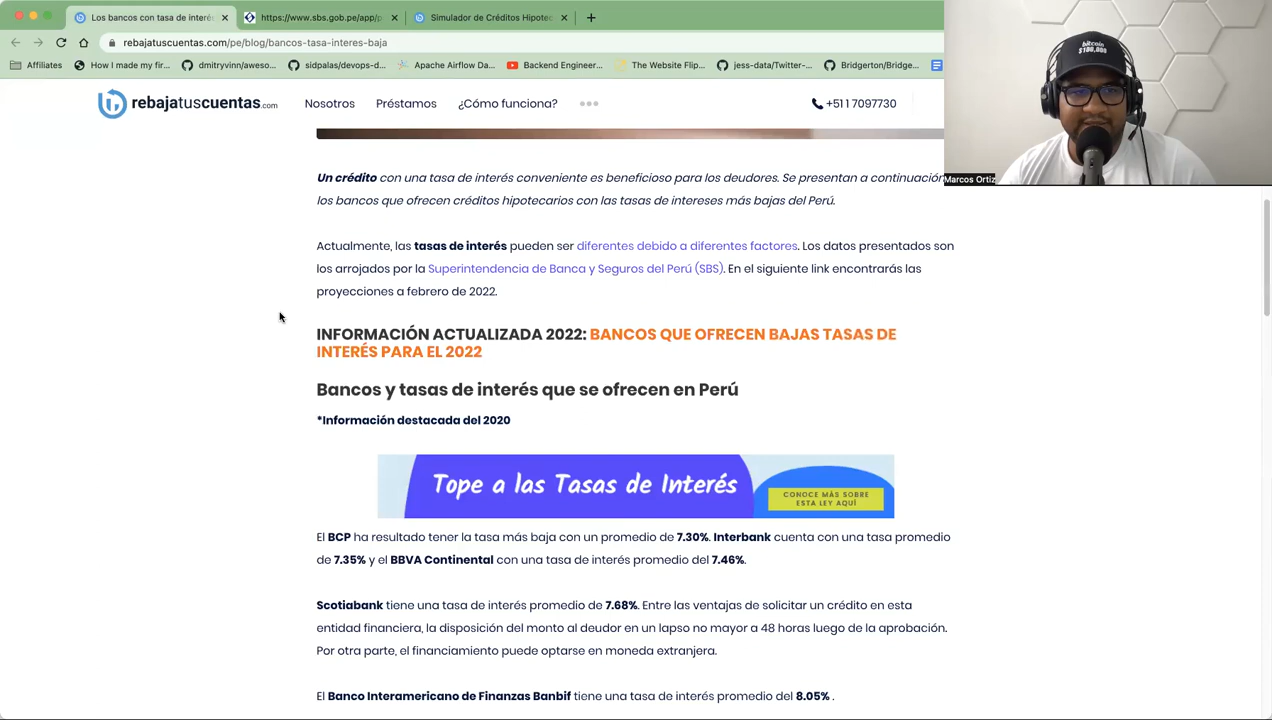 Los bancos con tasa de interé
https://www.sbs.gob.pe/app/p
Simulador de Créditos Hipotec
rebajatuscuentas.com/pe/blog/bancos-tasa-interes-baja
Affiliates
How I made my fir...
dmitryvinn/aweso...
sidpalas/devops-d...
Apache Airflow Da...
Backend Engineer...
The Website Flip...
jess-data/Twitter-...
Bridgerton/Bridge...
bitcoin
$100,000
Marcos Ortiz
rebajatuscuentas.com
Nosotros
Préstamos
¿Cómo funciona?
+51 1 7097730
Un crédito con una tasa de interés conveniente es beneficioso para los deudores. Se presentan a continuación
los bancos que ofrecen créditos hipotecarios con las tasas de intereses más bajas del Perú.
Actualmente, las tasas de interés pueden ser diferentes debido a diferentes factores. Los datos presentados son
los arrojados por la Superintendencia de Banca y Seguros del Perú (SBS). En el siguiente link encontrarás las
proyecciones a febrero de 2022.
INFORMACIÓN ACTUALIZADA 2022: BANCOS QUE OFRECEN BAJAS TASAS DE
INTERÉS PARA EL 2022
Bancos y tasas de interés que se ofrecen en Perú
*Información destacada del 2020
Tope a las Tasas de Interés
CONOCE MÁS SOBRE
ESTA LEY AQUÍ
El BCP ha resultado tener la tasa más baja con un promedio de 7.30%. Interbank cuenta con una tasa promedio
de 7.35% y el BBVA Continental con una tasa de interés promedio del 7.46%.
Scotiabank tiene una tasa de interés promedio de 7.68%. Entre las ventajas de solicitar un crédito en esta
entidad financiera, la disposición del monto al deudor en un lapso no mayor a 48 horas luego de la aprobación.
Por otra parte, el financiamiento puede optarse en moneda extranjera.
El Banco Interamericano de Finanzas Banbif tiene una tasa de interés promedio del 8.05% .